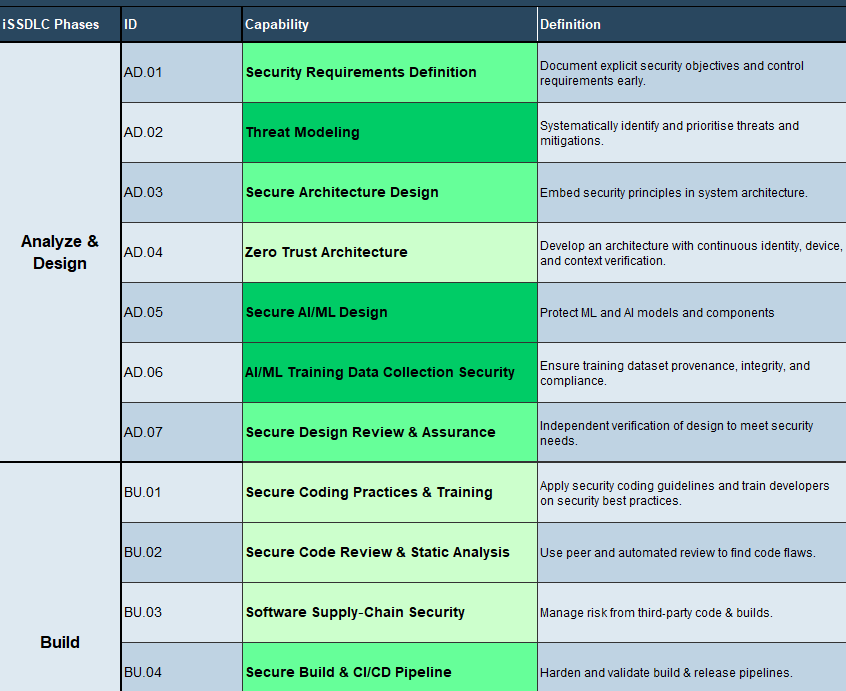 iSSDLC Phases ID Capability Definition
Analyze &
Design
AD.01 Security Requirements Definition Document explicit security objectives and control
requirements early.
AD.02 Threat Modeling Systematically identify and prioritise threats and
mitigations.
AD.03 Secure Architecture Design Embed security principles in system architecture.
AD.04 Zero Trust Architecture Develop an architecture with continuous identity, device,
and context verification.
AD.05 Secure AI/ML Design Protect ML and AI models and components
AD.06 AI/ML Training Data Collection Security Ensure training dataset provenance, integrity, and
compliance.
AD.07 Secure Design Review & Assurance Independent verification of design to meet security
needs.
Build
BU.01 Secure Coding Practices & Training Apply security coding guidelines and train developers
on security best practices.
BU.02 Secure Code Review & Static Analysis Use peer and automated review to find code flaws.
BU.03 Software Supply-Chain Security Manage risk from third-party code & builds.
BU.04 Secure Build & CI/CD Pipeline Harden and validate build & release pipelines.